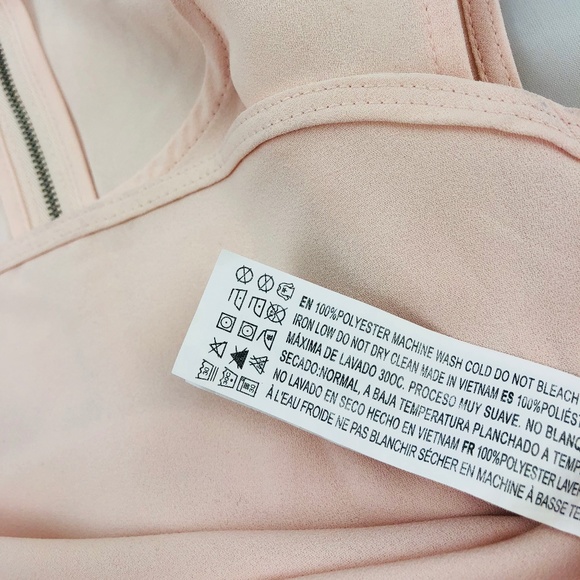 EN 100%POLYESTER MACHINE WASH COLD DO NOT BLEACH
IRON LOW DO NOT DRY CLEAN MADE IN VIETNAM ES 100%POLIÉST
MÁXIMA DE LAVADO 30OC. PROCESO MUY SUAVE. NO BLANC
SECADO:NORMAL, A BAJA TEMPERATURA PLANCHADO A TEMP
NO LAVADO EN SECO HECHO EN VIETNAM FR 100%POLYESTER LAVER
À L'EAU FROIDE NE PAS BLANCHIR SÉCHER EN MACHINE À BASSE TE